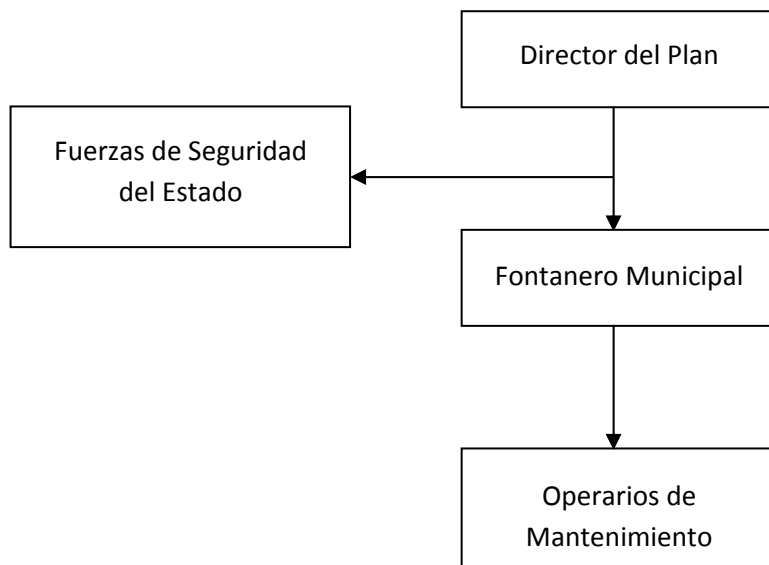 Director del Plan
Fuerzas de Seguridad
del Estado
Fontanero Municipal
Operarios de
Mantenimiento